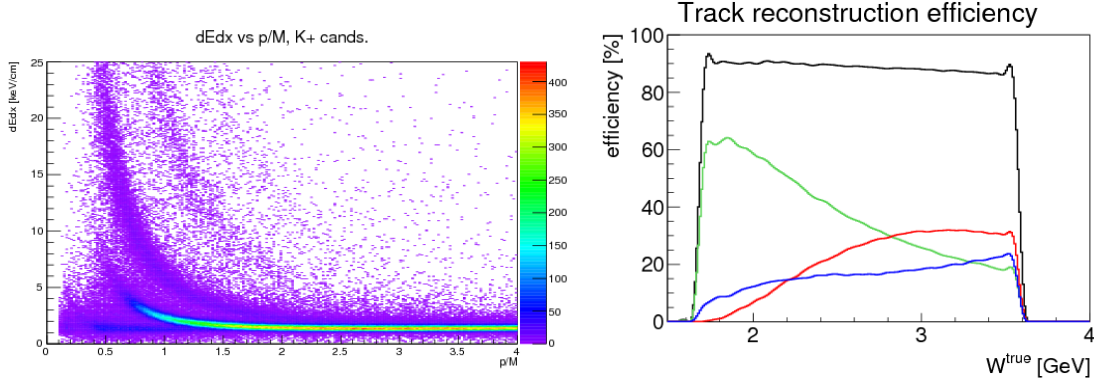 dEdx vs p/M, K+ cands.
dEdx [keV/cm]
25
20
15
10
5
0
0 0.5 1 1.5 2 2.5 3 3.5 4
p/M
400
350
300
250
200
150
100
50
0
Track reconstruction efficiency
efficiency [%]
100
80
60
40
20
0
2 3 4
W^true [GeV]